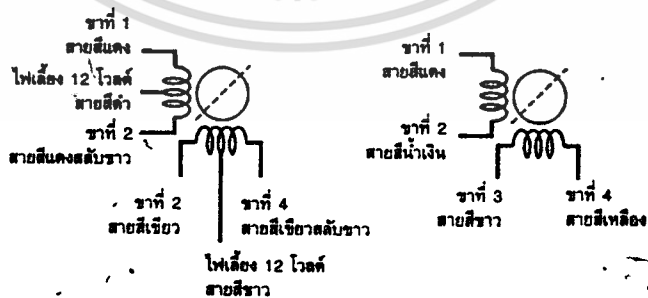 ขาที่ 1
สายสีแดง
ไฟเลี้ยง 12 โวลต์
สายสีดำ
ขาที่ 2
สายสีแดงสลับขาว
ขาที่ 2
สายสีเขียว
ขาที่ 4
สายสีเขียวสลับขาว
ไฟเลี้ยง 12 โวลต์
สายสีขาว
ขาที่ 1
สายสีแดง
ขาที่ 2
สายสีน้ำเงิน
ขาที่ 3
สายสีขาว
ขาที่ 4
สายสีเหลือง